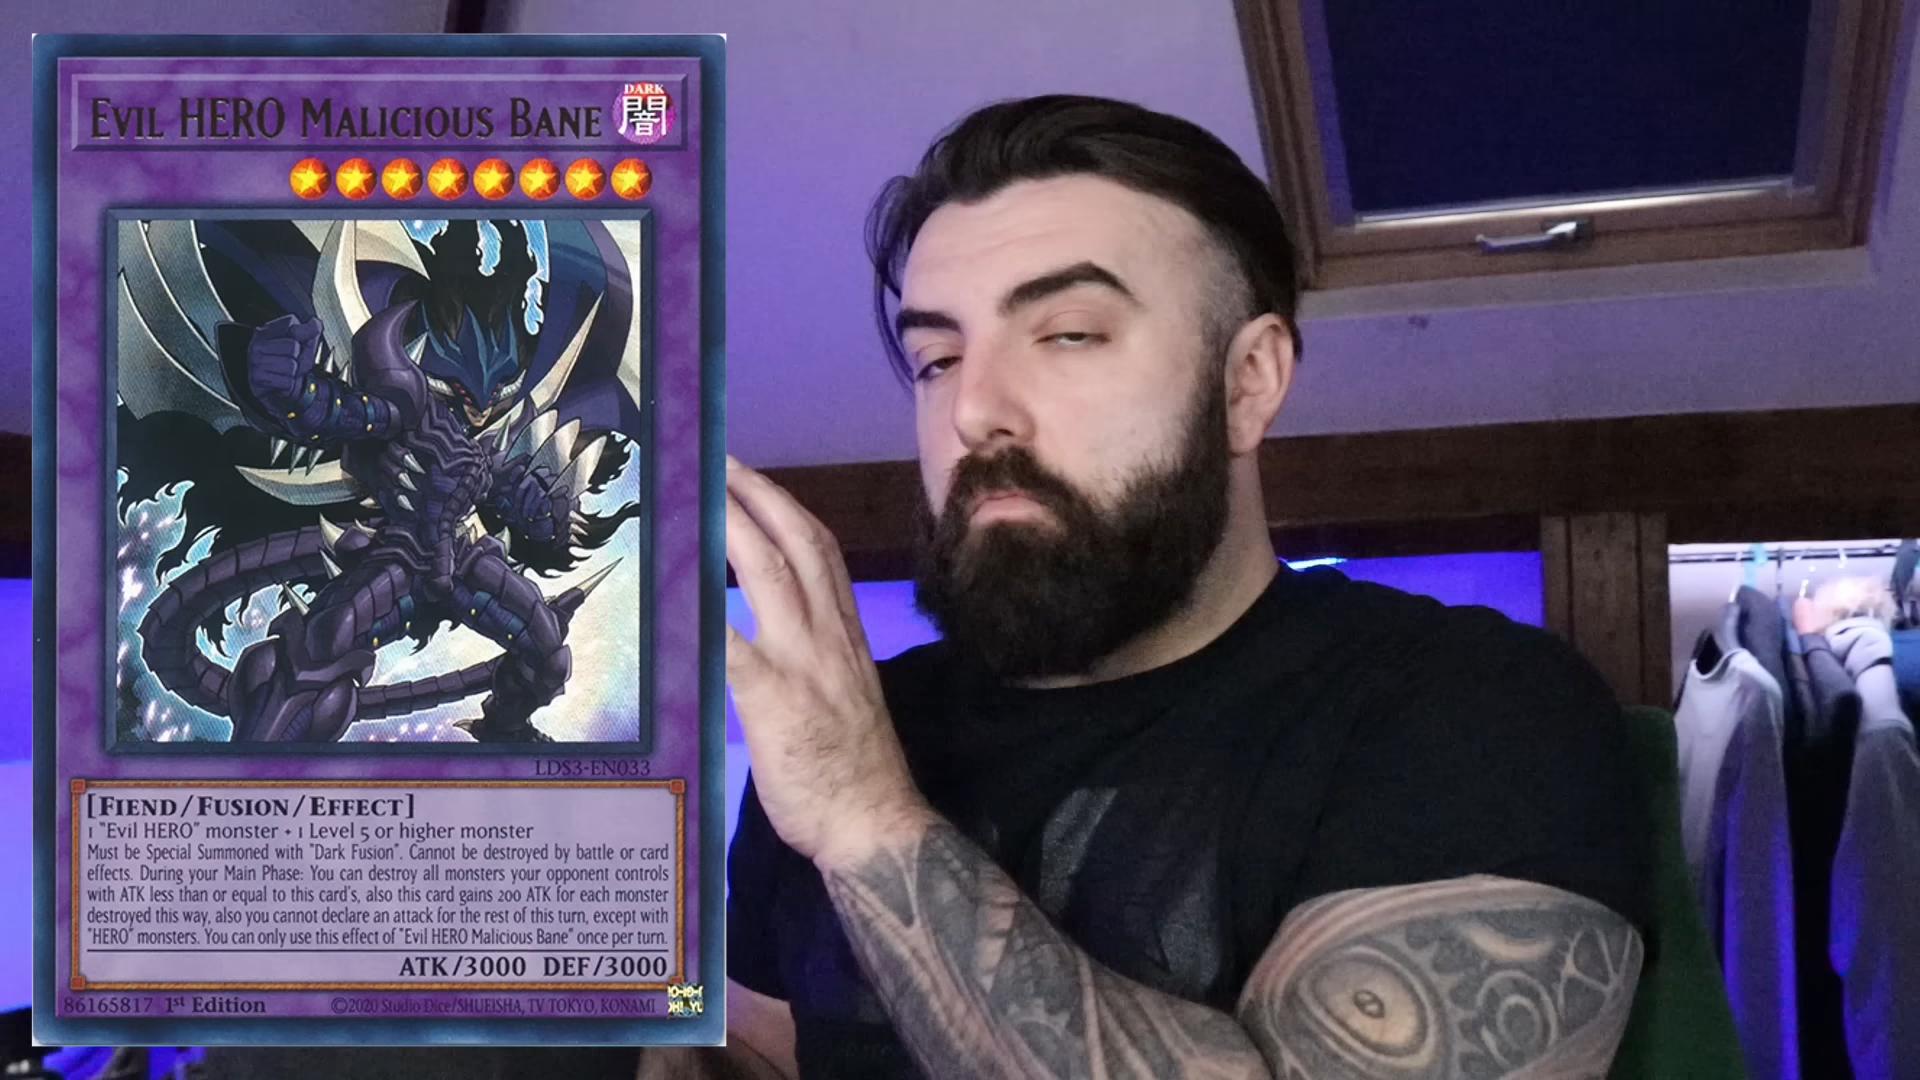 EVIL HERO MALICIOUS BANE
DARK
闇
LDS3-EN033
[FIEND/FUSION/EFFECT]
1 "Evil HERO" monster + 1 Level 5 or higher monster
Must be Special Summoned with "Dark Fusion". Cannot be destroyed by battle or card
effects. During your Main Phase: You can destroy all monsters your opponent controls
with ATK less than or equal to this card's, also this card gains 200 ATK for each monster
destroyed this way, also you cannot declare an attack for the rest of this turn, except with
"HERO" monsters. You can only use this effect of "Evil HERO Malicious Bane" once per turn.
ATK/3000 DEF/3000
86165817 1st Edition ©2020 Studio Dice/SHUEISHA, TV TOKYO, KONAMI